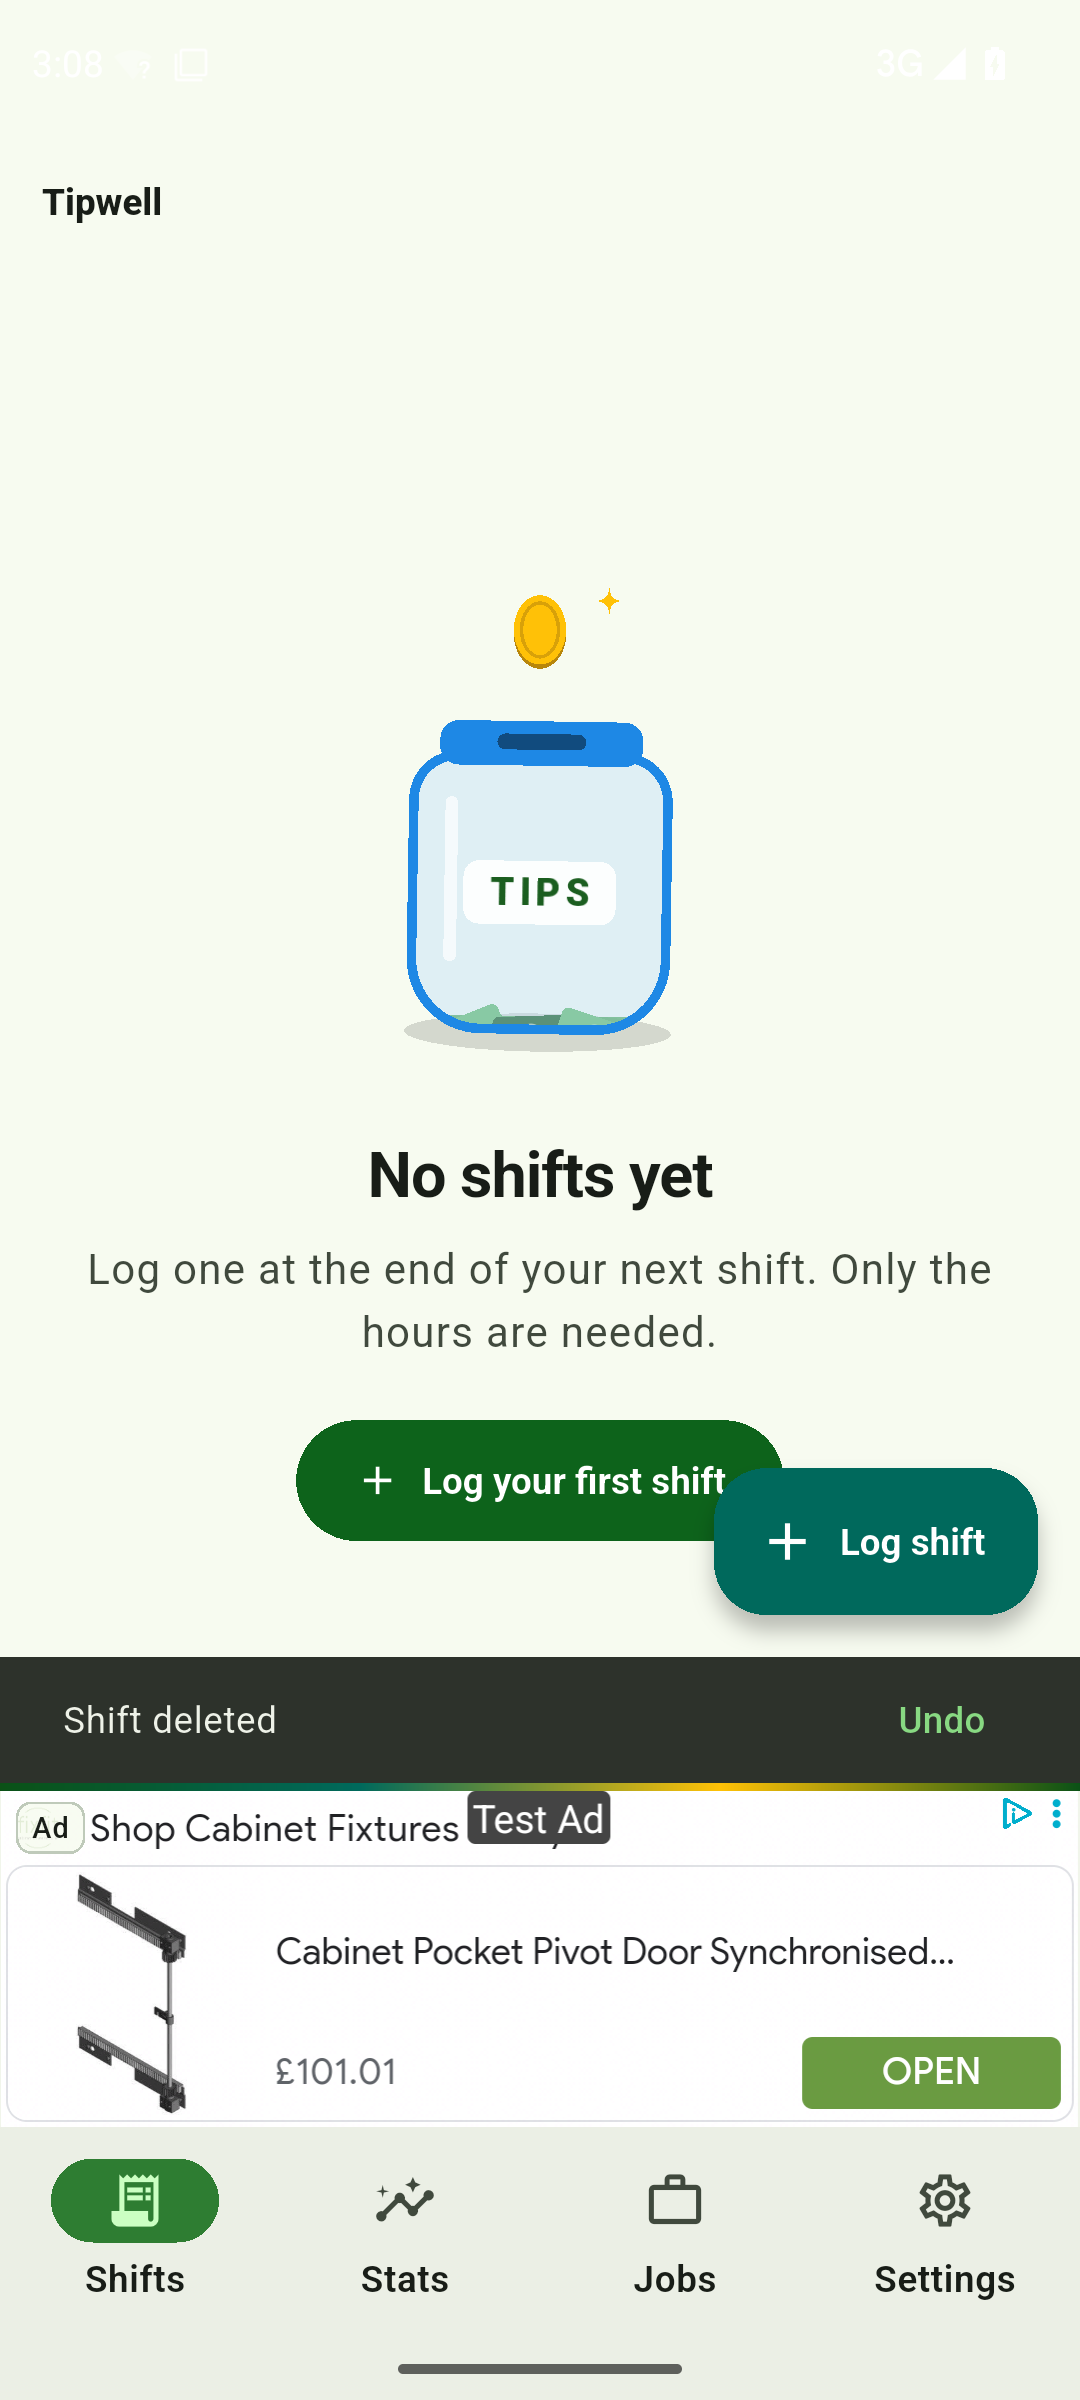 3:08
3G
Tipwell
TIPS
No shifts yet
Log one at the end of your next shift. Only the
hours are needed.
Log your first shift
Log shift
Shift deleted
Undo
Ad
Shop Cabinet Fixtures
Test Ad
Cabinet Pocket Pivot Door Synchronised...
£101.01
OPEN
Shifts
Stats
Jobs
Settings